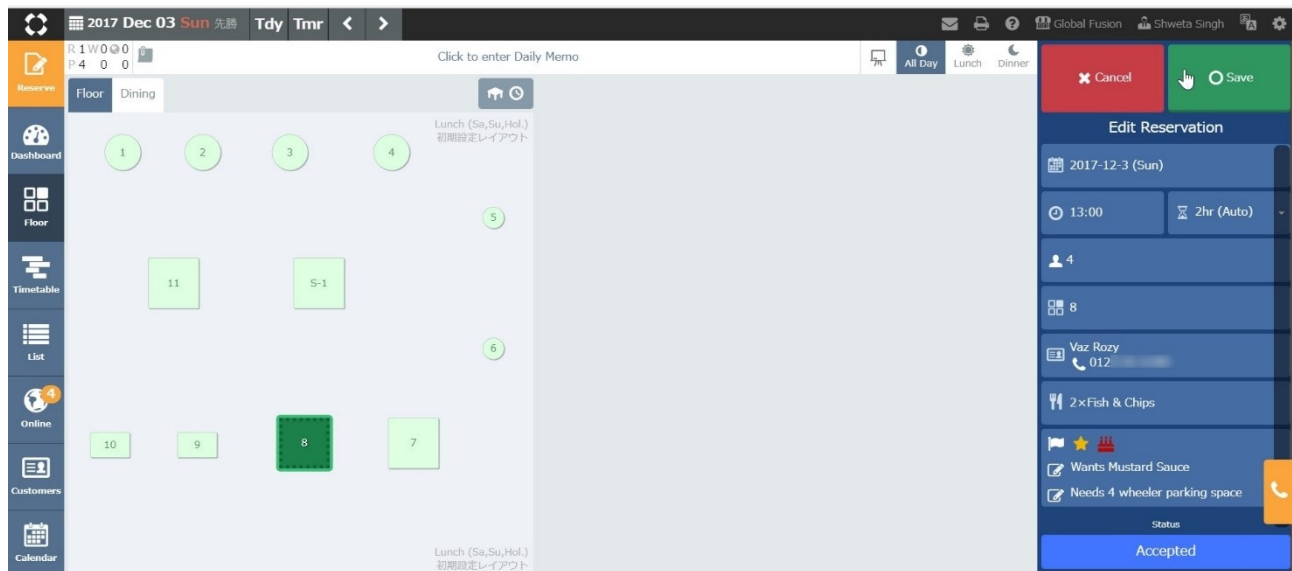 2017 Dec 03 Sun 先勝 Tdy Tmr
Global Fusion Shweta Singh
R 1 W 0 0
P 4 0 0
Click to enter Daily Memo
All Day Lunch Dinner
Cancel Save
Reserve
Dashboard
Floor
Timetable
List
4
Online
Customers
Calendar
Floor Dining
Lunch (Sa,Su,Hol.)
初期設定レイアウト
1 2 3 4
5
11 S-1
6
10 9 8 7
Lunch (Sa,Su,Hol.)
初期設定レイアウト
Edit Reservation
2017-12-3 (Sun)
13:00 2hr (Auto)
4
8
Vaz Rozy
012
2×Fish & Chips
Wants Mustard Sauce
Needs 4 wheeler parking space
Status
Accepted